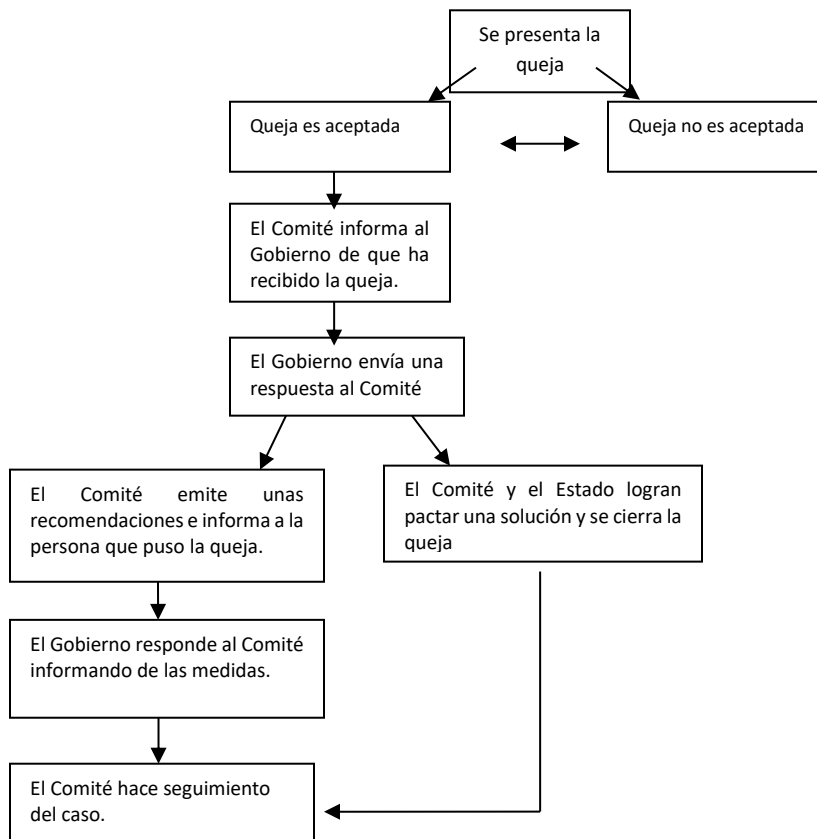 Se presenta la
queja
Queja es aceptada
Queja no es aceptada
El Comité informa al
Gobierno de que ha
recibido la queja.
El Gobierno envía una
respuesta al Comité
El Comité emite unas
recomendaciones e informa a la
persona que puso la queja.
El Comité y el Estado logran
pactar una solución y se cierra la
queja
El Gobierno responde al Comité
informando de las medidas.
El Comité hace seguimiento
del caso.